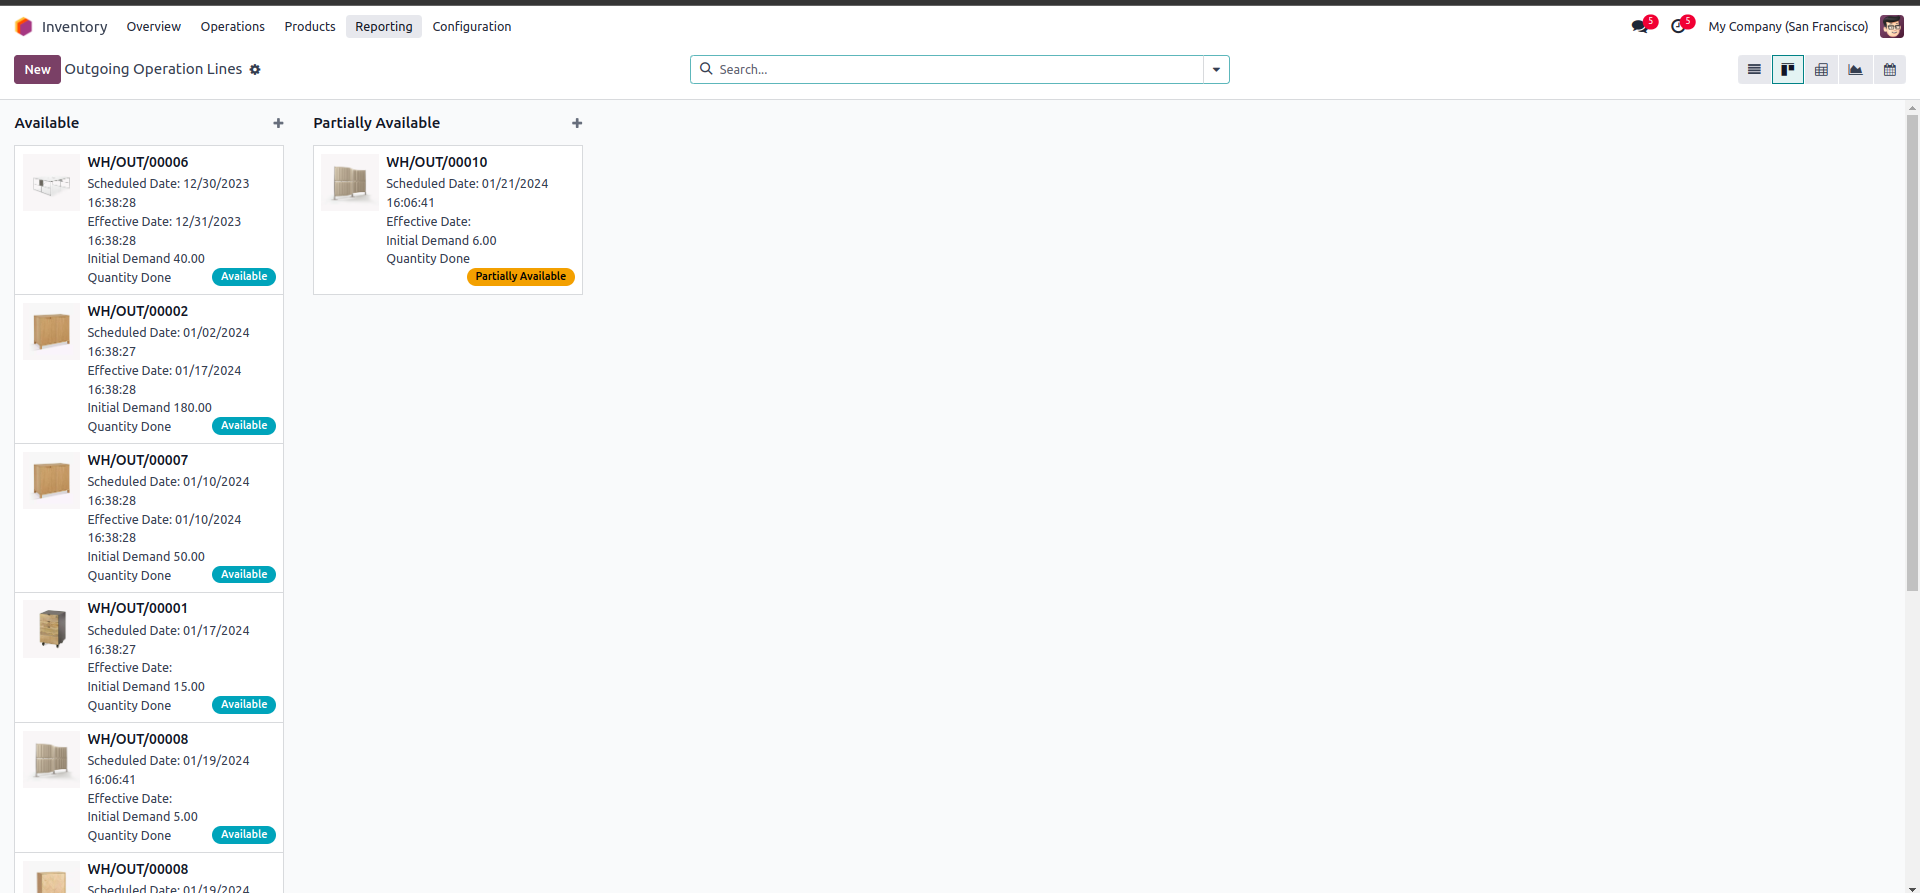 Inventory Overview Operations Products Reporting Configuration 5 5 My Company (San Francisco)
New Outgoing Operation Lines Search...
Available
WH/OUT/00006
Scheduled Date: 12/30/2023
16:38:28
Effective Date: 12/31/2023
16:38:28
Initial Demand 40.00
Quantity Done Available
WH/OUT/00002
Scheduled Date: 01/02/2024
16:38:27
Effective Date: 01/17/2024
16:38:28
Initial Demand 180.00
Quantity Done Available
WH/OUT/00007
Scheduled Date: 01/10/2024
16:38:28
Effective Date: 01/10/2024
16:38:28
Initial Demand 50.00
Quantity Done Available
WH/OUT/00001
Scheduled Date: 01/17/2024
16:38:27
Effective Date:
Initial Demand 15.00
Quantity Done Available
WH/OUT/00008
Scheduled Date: 01/19/2024
16:06:41
Effective Date:
Initial Demand 5.00
Quantity Done Available
WH/OUT/00008
Scheduled Date: 01/19/2024
Partially Available
WH/OUT/00010
Scheduled Date: 01/21/2024
16:06:41
Effective Date:
Initial Demand 6.00
Quantity Done
Partially Available